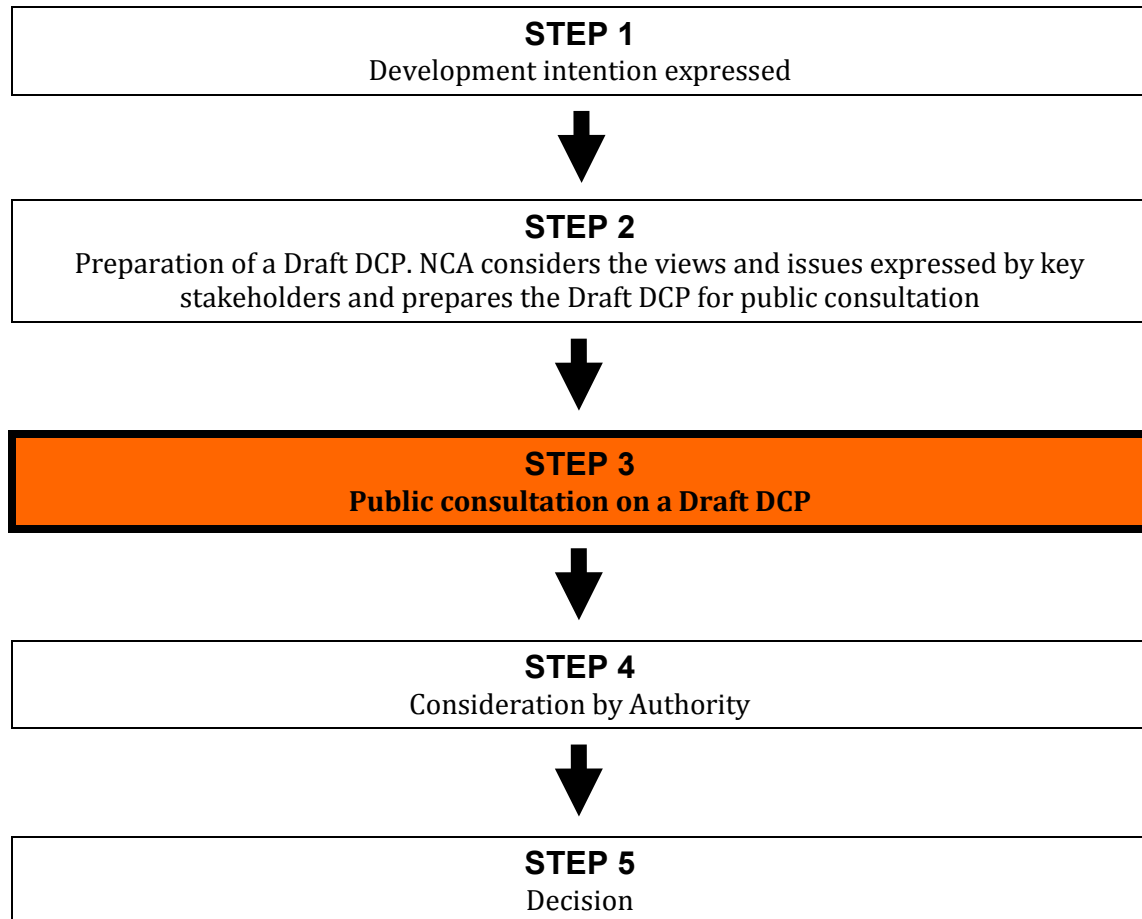 STEP 1
Development intention expressed
STEP 2
Preparation of a Draft DCP. NCA considers the views and issues expressed by key
stakeholders and prepares the Draft DCP for public consultation
STEP 3
Public consultation on a Draft DCP
STEP 4
Consideration by Authority
STEP 5
Decision